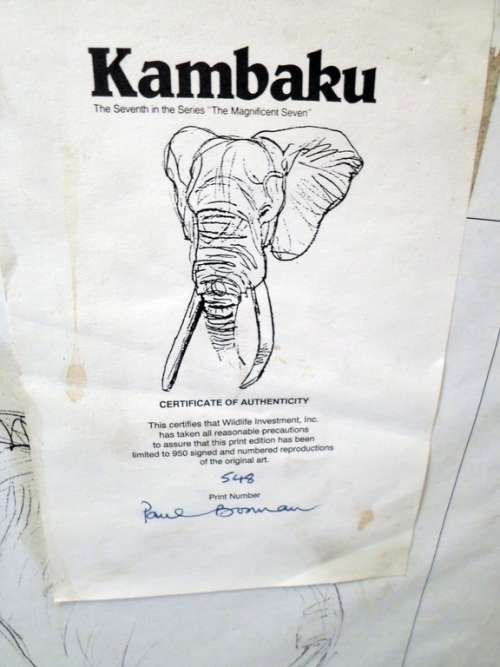 Kambaku
The Seventh in the Series "The Magnificent Seven"
CERTIFICATE OF AUTHENTICITY
This certifies that Wildlife Investment, Inc.
has taken all reasonable precautions
to assure that this print edition has been
limited to 950 signed and numbered reproductions
of the original art.
548
Print Number
Paul Bosman